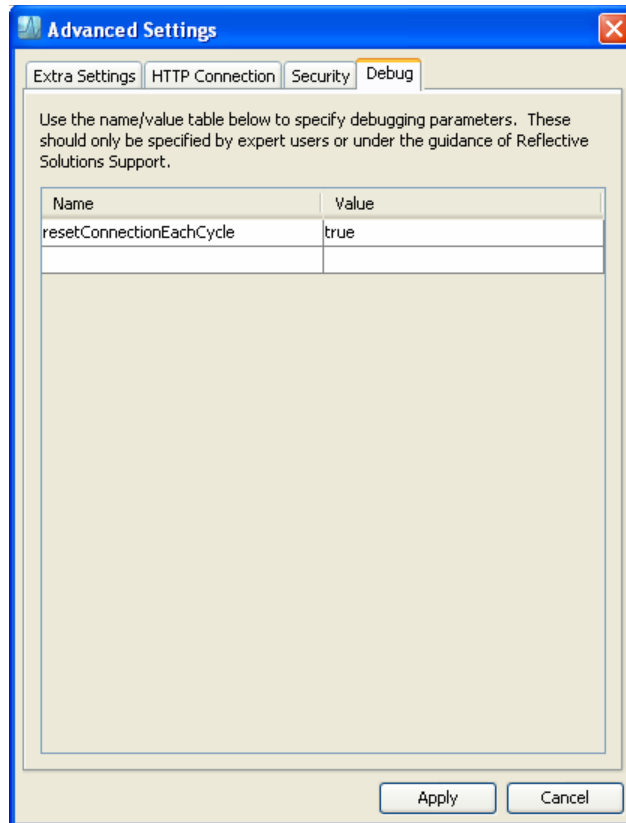 Advanced Settings
Extra Settings HTTP Connection Security Debug
Use the name/value table below to specify debugging parameters.  These
should only be specified by expert users or under the guidance of Reflective
Solutions Support.
Name Value
resetConnectionEachCycle true
Apply Cancel